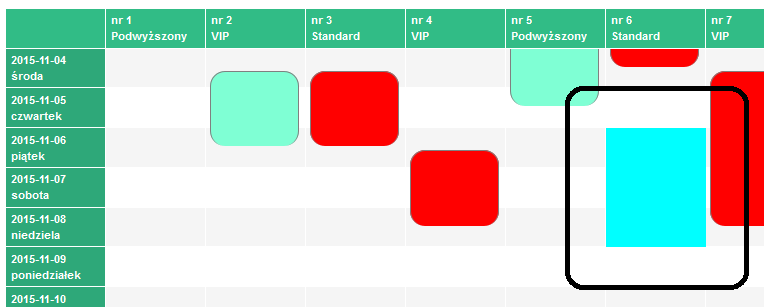 nr 1
Podwyższony
nr 2
VIP
nr 3
Standard
nr 4
VIP
nr 5
Podwyższony
nr 6
Standard
nr 7
VIP
2015-11-04
środa
2015-11-05
czwartek
2015-11-06
piątek
2015-11-07
sobota
2015-11-08
niedziela
2015-11-09
poniedziałek
2015-11-10